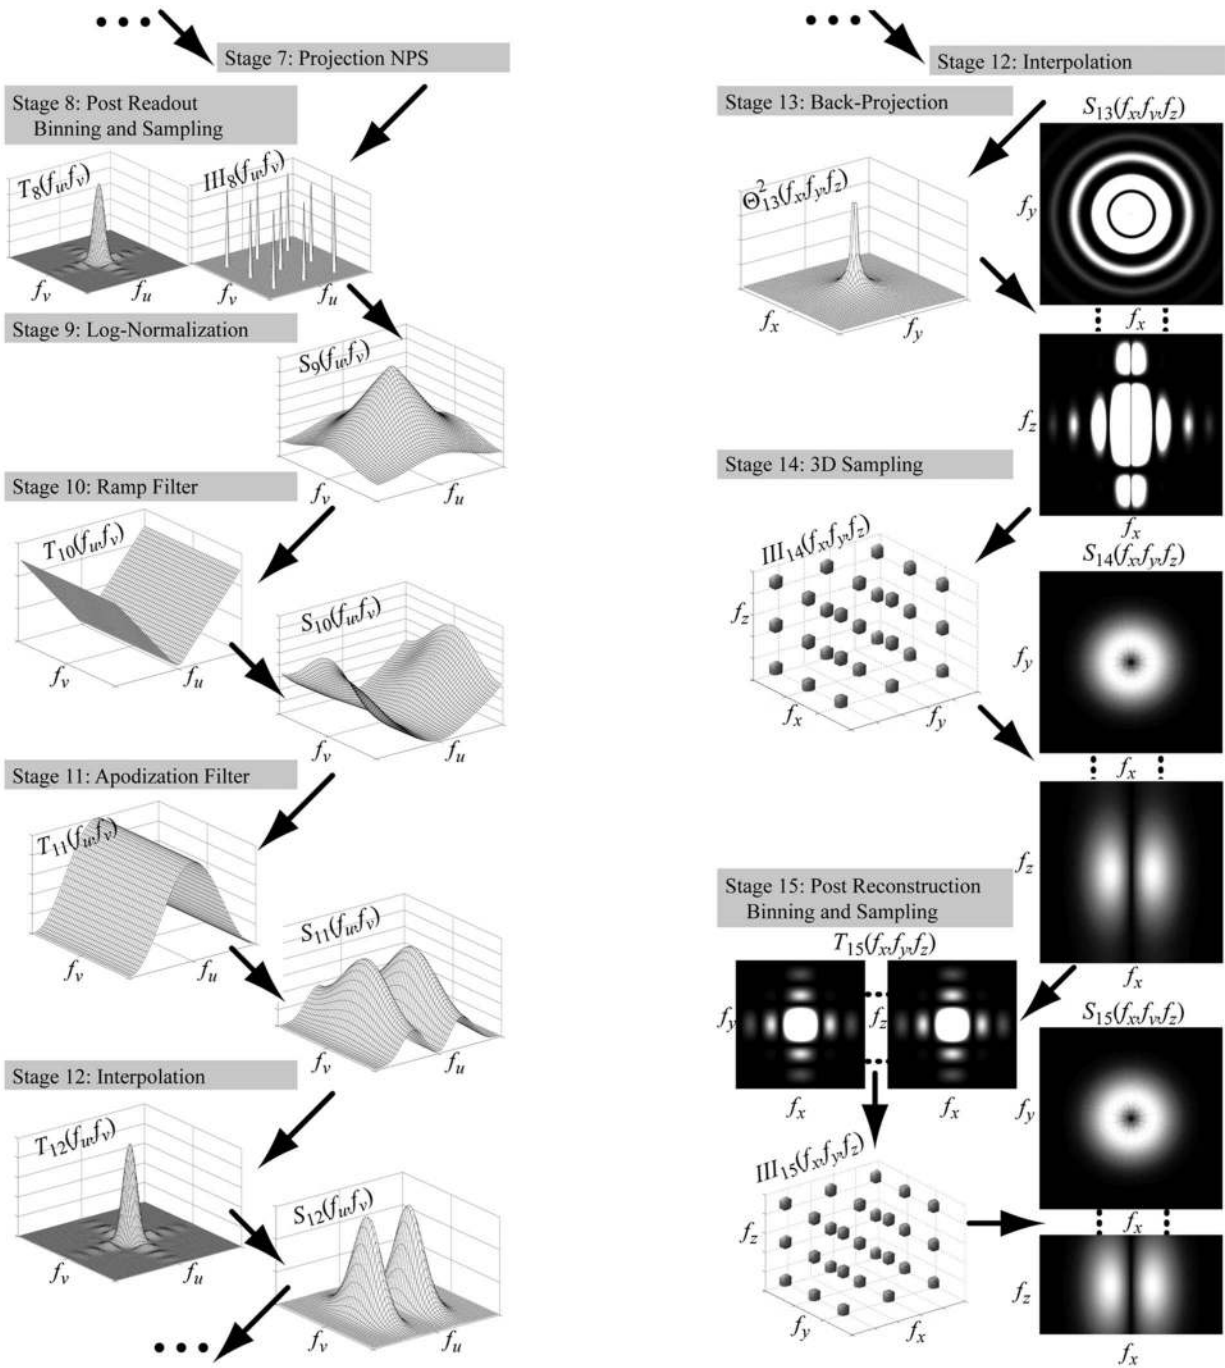 Stage 7: Projection NPS
Stage 8: Post Readout
Binning and Sampling
T8(fu,fv)
III8(fu,fv)
fv
fu
fv
fu
Stage 9: Log-Normalization
S9(fu,fv)
fv
fu
Stage 10: Ramp Filter
T10(fu,fv)
fv
fu
S10(fu,fv)
fv
fu
Stage 11: Apodization Filter
T11(fu,fv)
fv
fu
S11(fu,fv)
fv
fu
Stage 12: Interpolation
T12(fu,fv)
fv
fu
S12(fu,fv)
fv
fu
Stage 12: Interpolation
Stage 13: Back-Projection
S13(fx,fy,fz)
Θ²13(fx,fy,fz)
fx
fy
fy
fx
fz
fx
Stage 14: 3D Sampling
III14(fx,fy,fz)
fz
fx
fy
S14(fx,fy,fz)
fy
fx
fz
fx
Stage 15: Post Reconstruction
Binning and Sampling
T15(fx,fy,fz)
fy
fx
fz
fx
III15(fx,fy,fz)
fz
fy
fx
S15(fx,fy,fz)
fy
fx
fz
fx